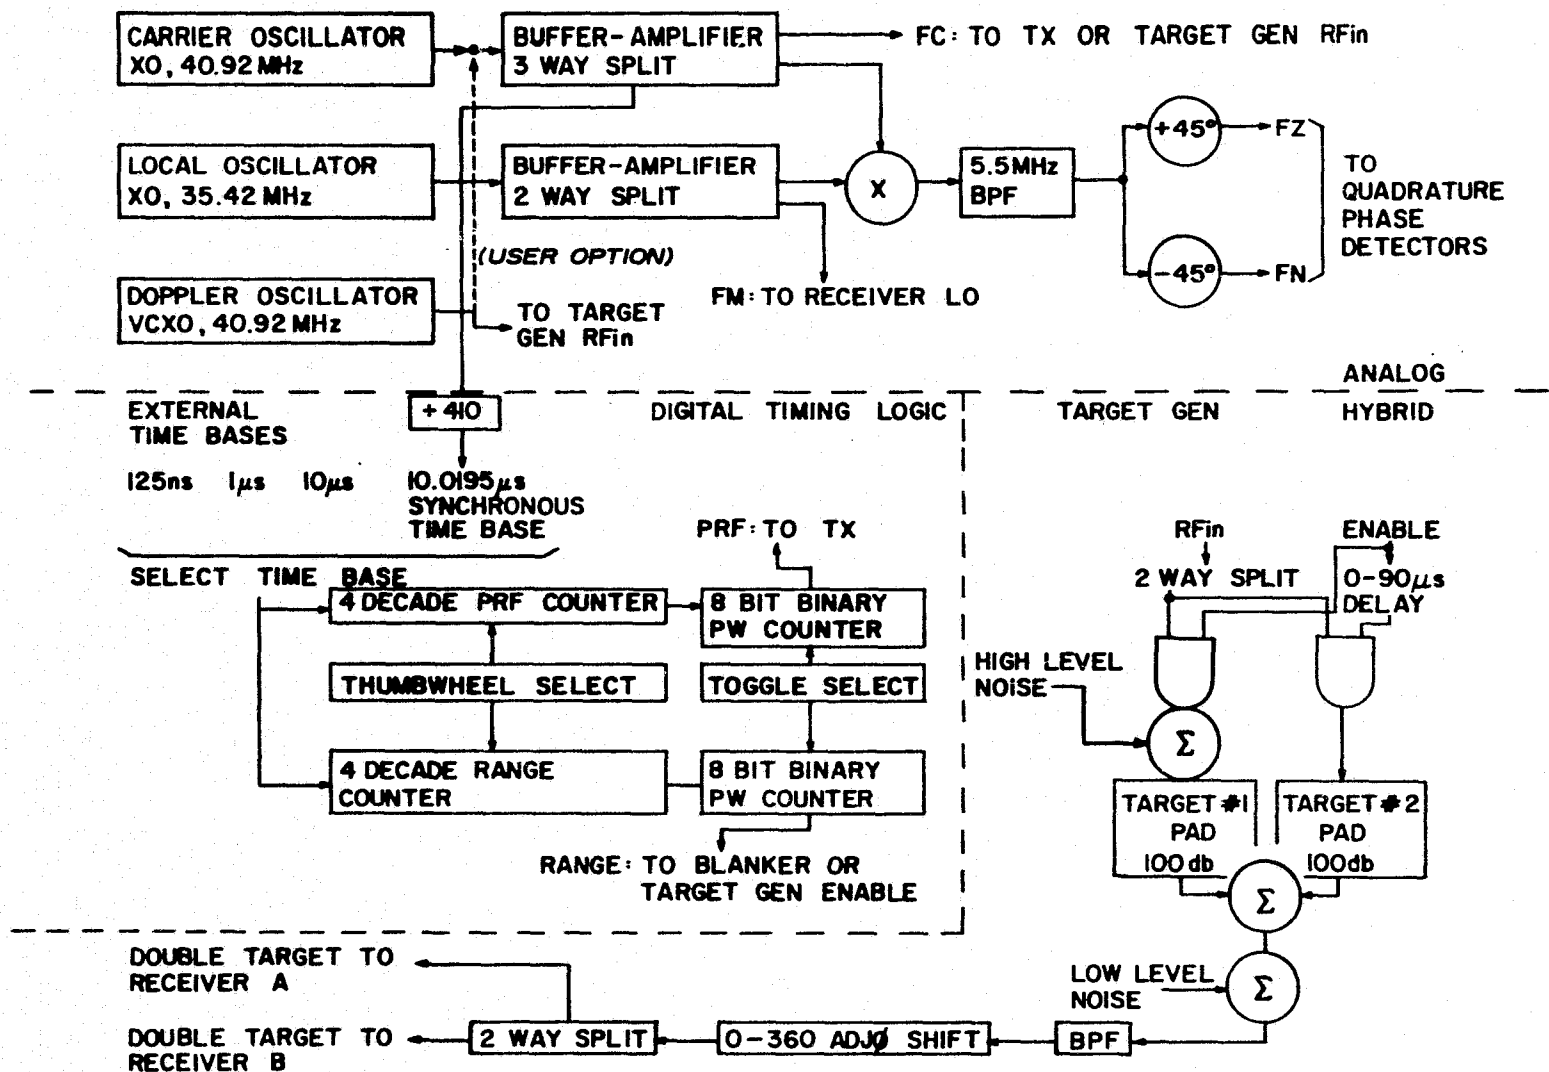 CARRIER OSCILLATOR
XO, 40.92 MHz
BUFFER-AMPLIFIER
3 WAY SPLIT
FC: TO TX OR TARGET GEN RFin
LOCAL OSCILLATOR
XO, 35.42 MHz
BUFFER-AMPLIFIER
2 WAY SPLIT
X
5.5MHz
BPF
+45°
FZ
-45°
FN
TO
QUADRATURE
PHASE
DETECTORS
(USER OPTION)
FM: TO RECEIVER LO
DOPPLER OSCILLATOR
VCXO, 40.92 MHz
TO TARGET
GEN RFin
ANALOG
EXTERNAL
TIME BASES
+ 410
DIGITAL TIMING LOGIC
TARGET GEN
HYBRID
125ns 1μs 10μs 10.0195μs
SYNCHRONOUS
TIME BASE
SELECT TIME BASE
PRF: TO TX
4 DECADE PRF COUNTER
8 BIT BINARY
PW COUNTER
THUMBWHEEL SELECT
TOGGLE SELECT
4 DECADE RANGE
COUNTER
8 BIT BINARY
PW COUNTER
RANGE: TO BLANKER OR
TARGET GEN ENABLE
RFin
ENABLE
2 WAY SPLIT
0-90μs
DELAY
HIGH LEVEL
NOISE
Σ
TARGET #1
PAD
100 db
TARGET #2
PAD
100db
Σ
LOW LEVEL
NOISE
Σ
DOUBLE TARGET TO
RECEIVER A
DOUBLE TARGET TO
RECEIVER B
2 WAY SPLIT
0-360 ADJØ SHIFT
BPF